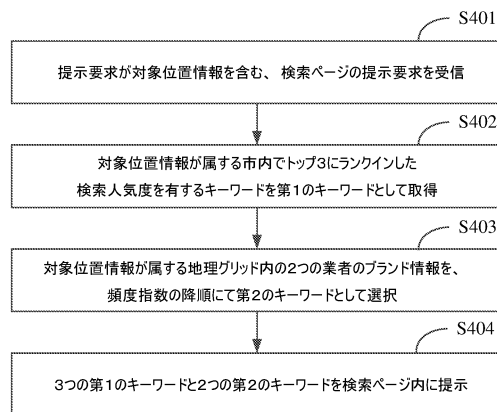 S401
提示要求が対象位置情報を含む、検索ページの提示要求を受信
S402
対象位置情報が属する市内でトップ3にランクインした
検索人気度を有するキーワードを第1のキーワードとして取得
S403
対象位置情報が属する地理グリッド内の2つの業者のブランド情報を、
頻度指数の降順にて第2のキーワードとして選択
S404
3つの第1のキーワードと2つの第2のキーワードを検索ページ内に提示